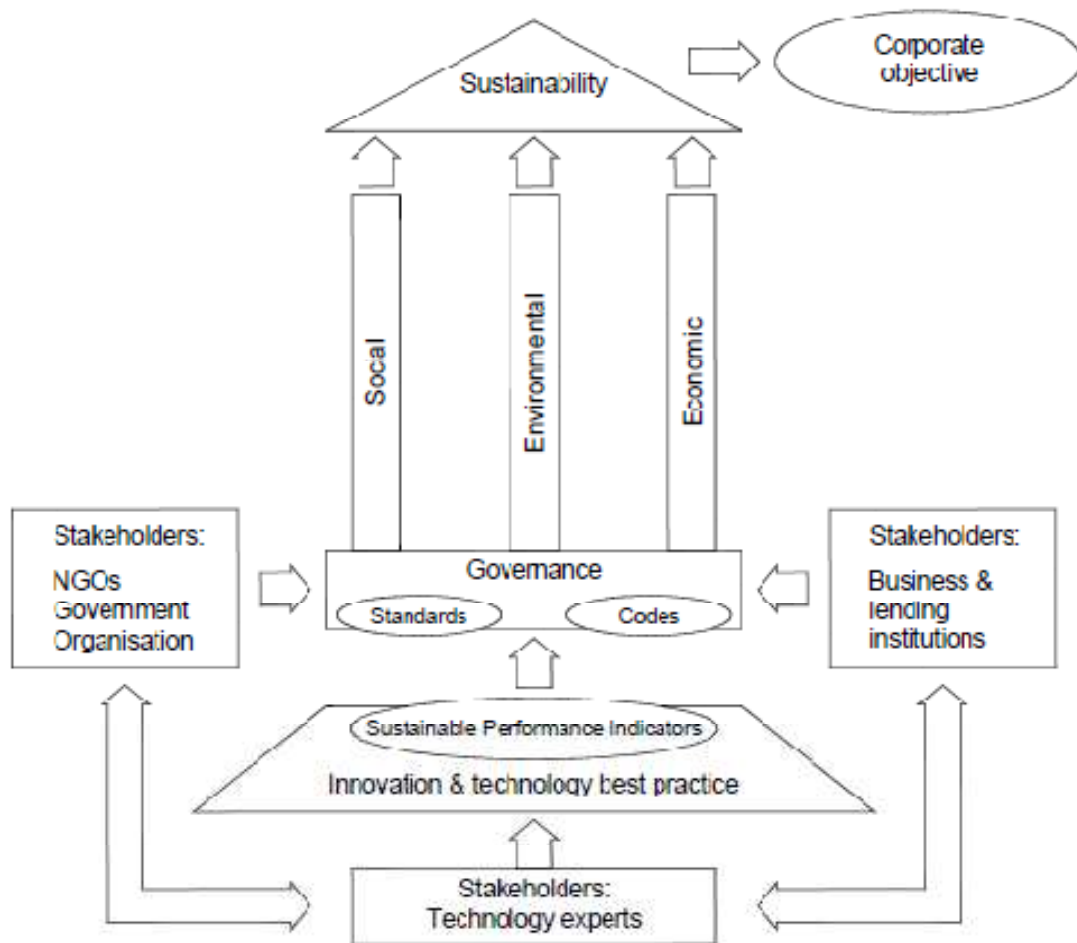 Corporate
objective
Sustainability
Socal
Environmental
Economic
Stakeholders:
NGOs
Government
Organisation
Governance
Standards
Codes
Stakeholders:
Business &
lending
institutions
Sustainable Performance Indicators
Innovation & technology best practice
Stakeholders:
Technology experts